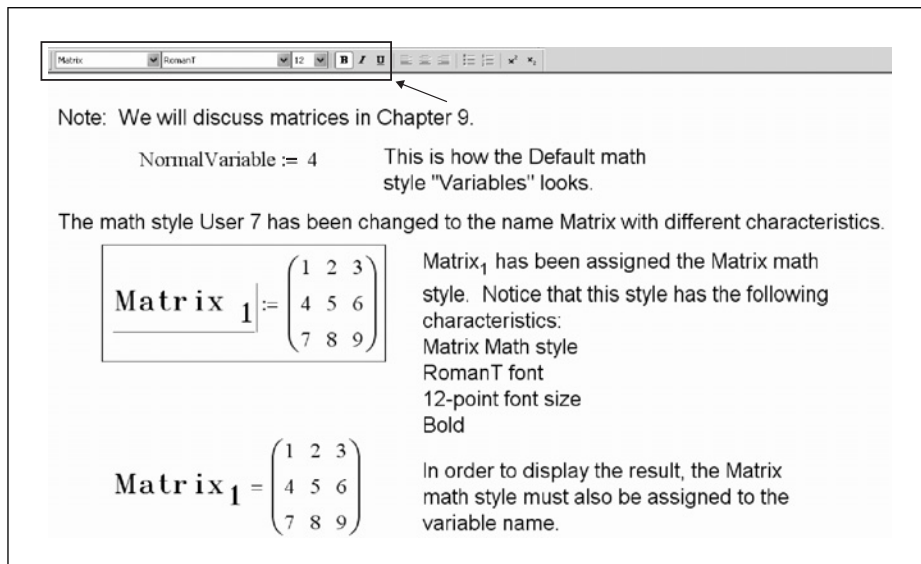 Matrix RomanT 12 B I U x² x₂
Note: We will discuss matrices in Chapter 9.
NormalVariable := 4
This is how the Default math
style "Variables" looks.
The math style User 7 has been changed to the name Matrix with different characteristics.
Matrix 1 :=
1 2 3
4 5 6
7 8 9
Matrix₁ has been assigned the Matrix math
style. Notice that this style has the following
characteristics:
Matrix Math style
RomanT font
12-point font size
Bold
Matrix₁ =
1 2 3
4 5 6
7 8 9
In order to display the result, the Matrix
math style must also be assigned to the
variable name.